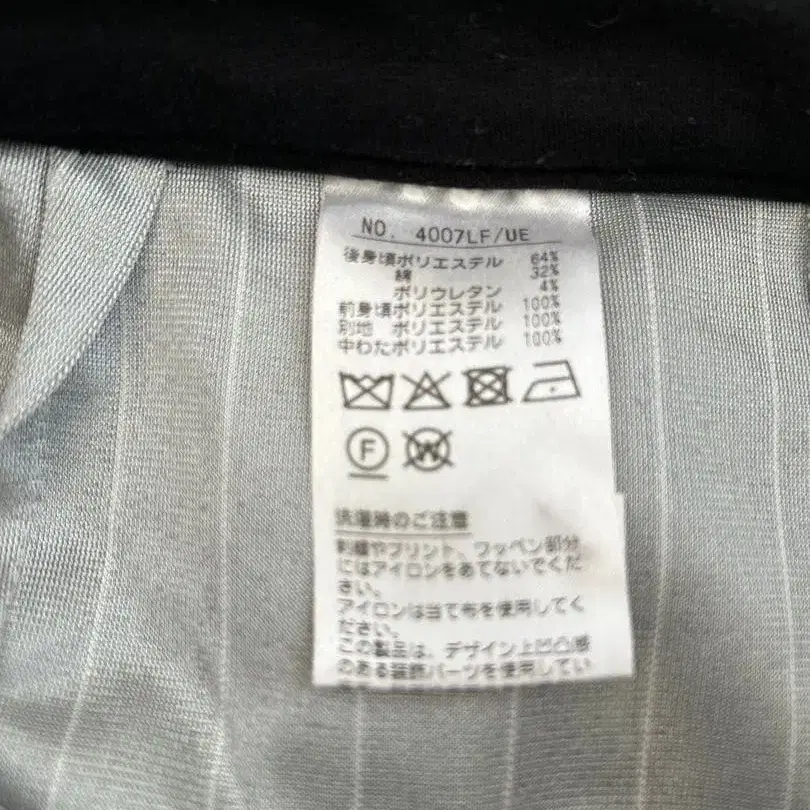 NO. 4007LF/UE
後身頃ポリエステル 64%
綿 32%
ポリウレタン 4%
前身頃ポリエステル 100%
別地 ポリエステル 100%
中わたポリエステル 100%
F W
洗濯時のご注意
刺繍やプリント、ワッペン部分
にはアイロンをあてないでくだ
さい。
アイロンは当て布を使用してく
ださい。
この製品は、デザイン上凹凸感
のある装飾パーツを使用してい